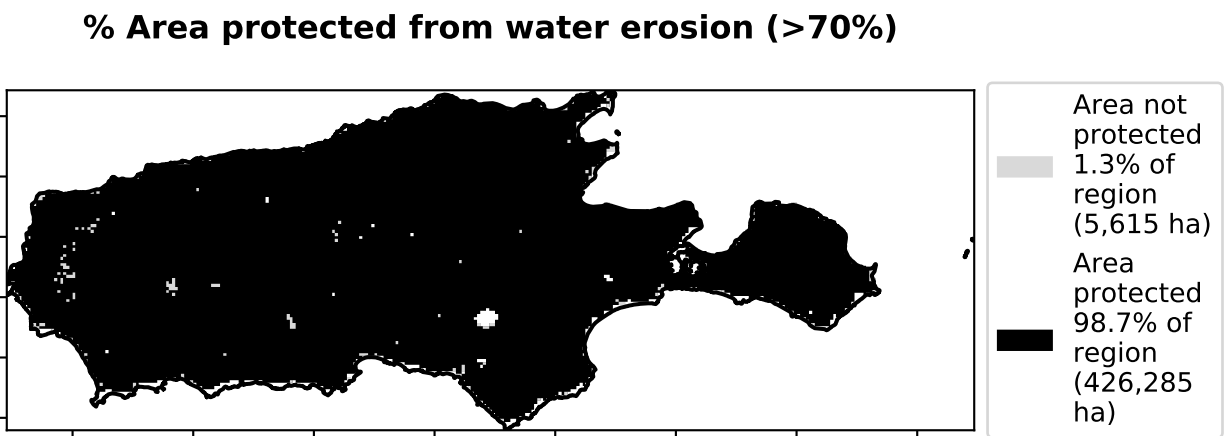 % Area protected from water erosion (>70%)
Area not
protected
1.3% of
region
(5,615 ha)
Area
protected
98.7% of
region
(426,285
ha)